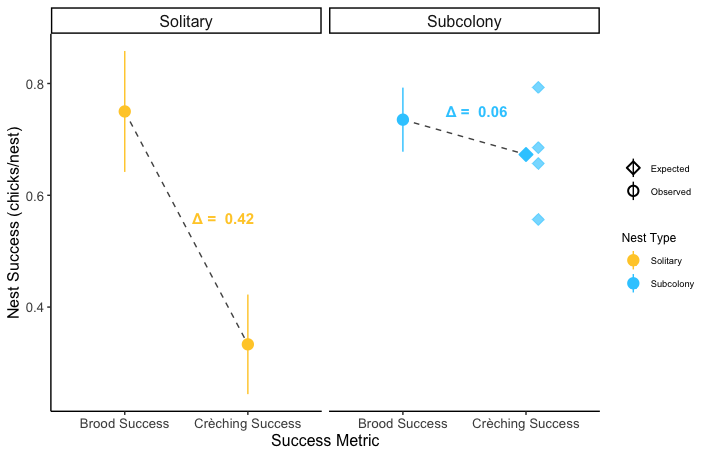 Solitary
Subcolony
Nest Success (chicks/nest)
0.8
0.6
0.4
Δ = 0.42
Δ = 0.06
Brood Success
Crèching Success
Brood Success
Crèching Success
Success Metric
Expected
Observed
Nest Type
Solitary
Subcolony